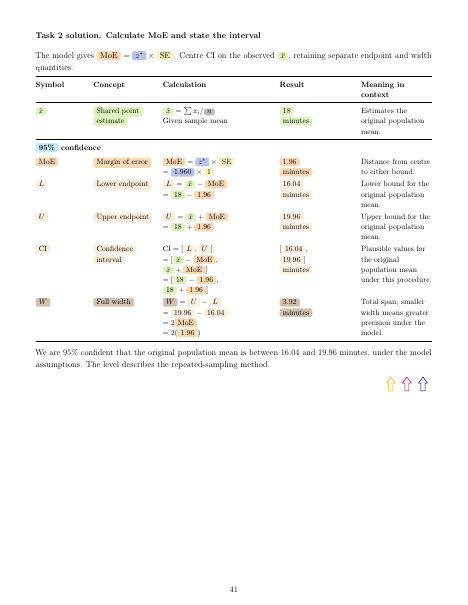 Task 2 solution. Calculate MoE and state the interval
The model gives MoE = z* × SE . Centre CI on the observed x̄ , retaining separate endpoint and width
quantities.
Symbol Concept Calculation Result Meaning in
context
x̄ Shared point x̄ = ∑ xᵢ/n 18 Estimates the
estimate Given sample mean minutes original population
mean.
95% confidence
MoE Margin of error MoE = z* × SE 1.96 Distance from centre
= 1.960 × 1 minutes to either bound.
L Lower endpoint L = x̄ − MoE 16.04 Lower bound for the
= 18 − 1.96 minutes original population
mean.
U Upper endpoint U = x̄ + MoE 19.96 Upper bound for the
= 18 + 1.96 minutes original population
mean.
CI Confidence CI = [ L , U ] [ 16.04 , Plausible values for
interval = [ x̄ − MoE , 19.96 ] the original
x̄ + MoE ] minutes population mean
= [ 18 − 1.96 , under this procedure.
18 + 1.96 ]
W Full width W = U − L 3.92 Total span; smaller
= 19.96 − 16.04 minutes width means greater
= 2 MoE precision under the
= 2( 1.96 ) model.
We are 95% confident that the original population mean is between 16.04 and 19.96 minutes, under the model
assumptions. The level describes the repeated-sampling method.
41